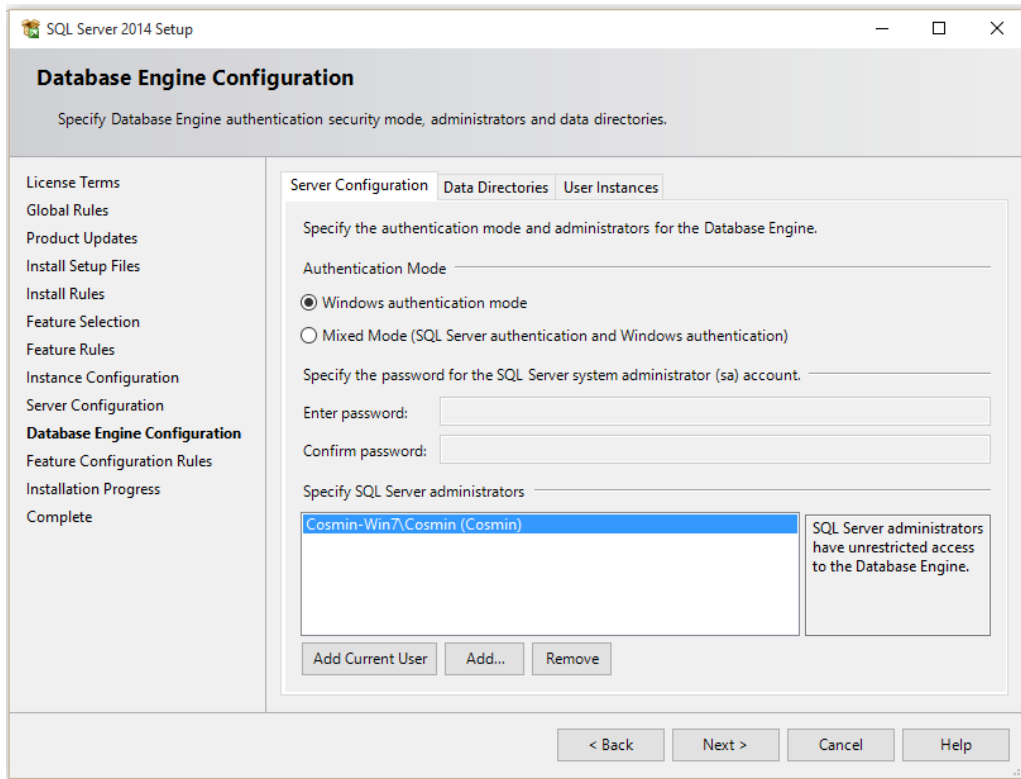 SQL Server 2014 Setup
Database Engine Configuration
Specify Database Engine authentication security mode, administrators and data directories.
License Terms
Global Rules
Product Updates
Install Setup Files
Install Rules
Feature Selection
Feature Rules
Instance Configuration
Server Configuration
Database Engine Configuration
Feature Configuration Rules
Installation Progress
Complete
Server Configuration
Data Directories
User Instances
Specify the authentication mode and administrators for the Database Engine.
Authentication Mode
Windows authentication mode
Mixed Mode (SQL Server authentication and Windows authentication)
Specify the password for the SQL Server system administrator (sa) account.
Enter password:
Confirm password:
Specify SQL Server administrators
Cosmin-Win7\Cosmin (Cosmin)
SQL Server administrators
have unrestricted access
to the Database Engine.
Add Current User
Add...
Remove
< Back
Next >
Cancel
Help